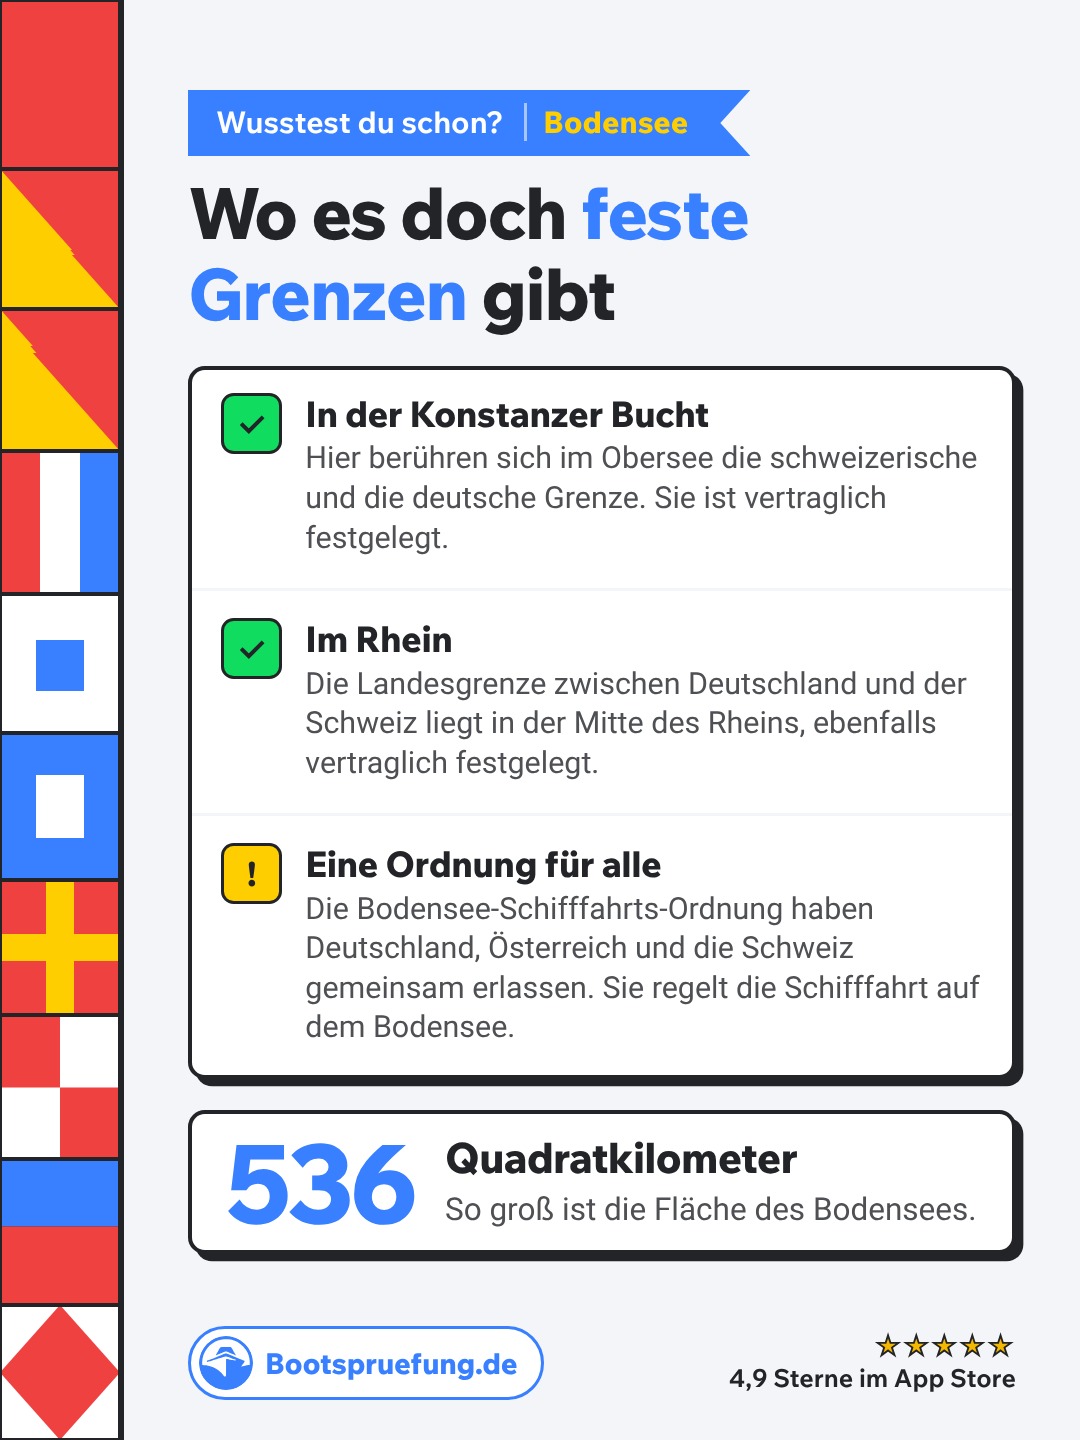 Wusstest du schon? | Bodensee
Wo es doch feste
Grenzen gibt
In der Konstanzer Bucht
Hier berühren sich im Obersee die schweizerische
und die deutsche Grenze. Sie ist vertraglich
festgelegt.
Im Rhein
Die Landesgrenze zwischen Deutschland und der
Schweiz liegt in der Mitte des Rheins, ebenfalls
vertraglich festgelegt.
!
Eine Ordnung für alle
Die Bodensee-Schifffahrts-Ordnung haben
Deutschland, Österreich und die Schweiz
gemeinsam erlassen. Sie regelt die Schifffahrt auf
dem Bodensee.
536
Quadratkilometer
So groß ist die Fläche des Bodensees.
Bootspruefung.de
4,9 Sterne im App Store